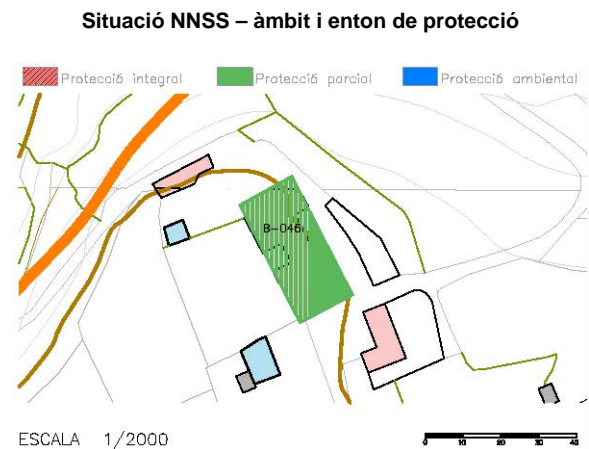 Situació NNSS – àmbit i enton de protecció
Protecció integral Protecció parcial Protecció ambiental
B-046
ESCALA 1/2000
0 10 20 30 40